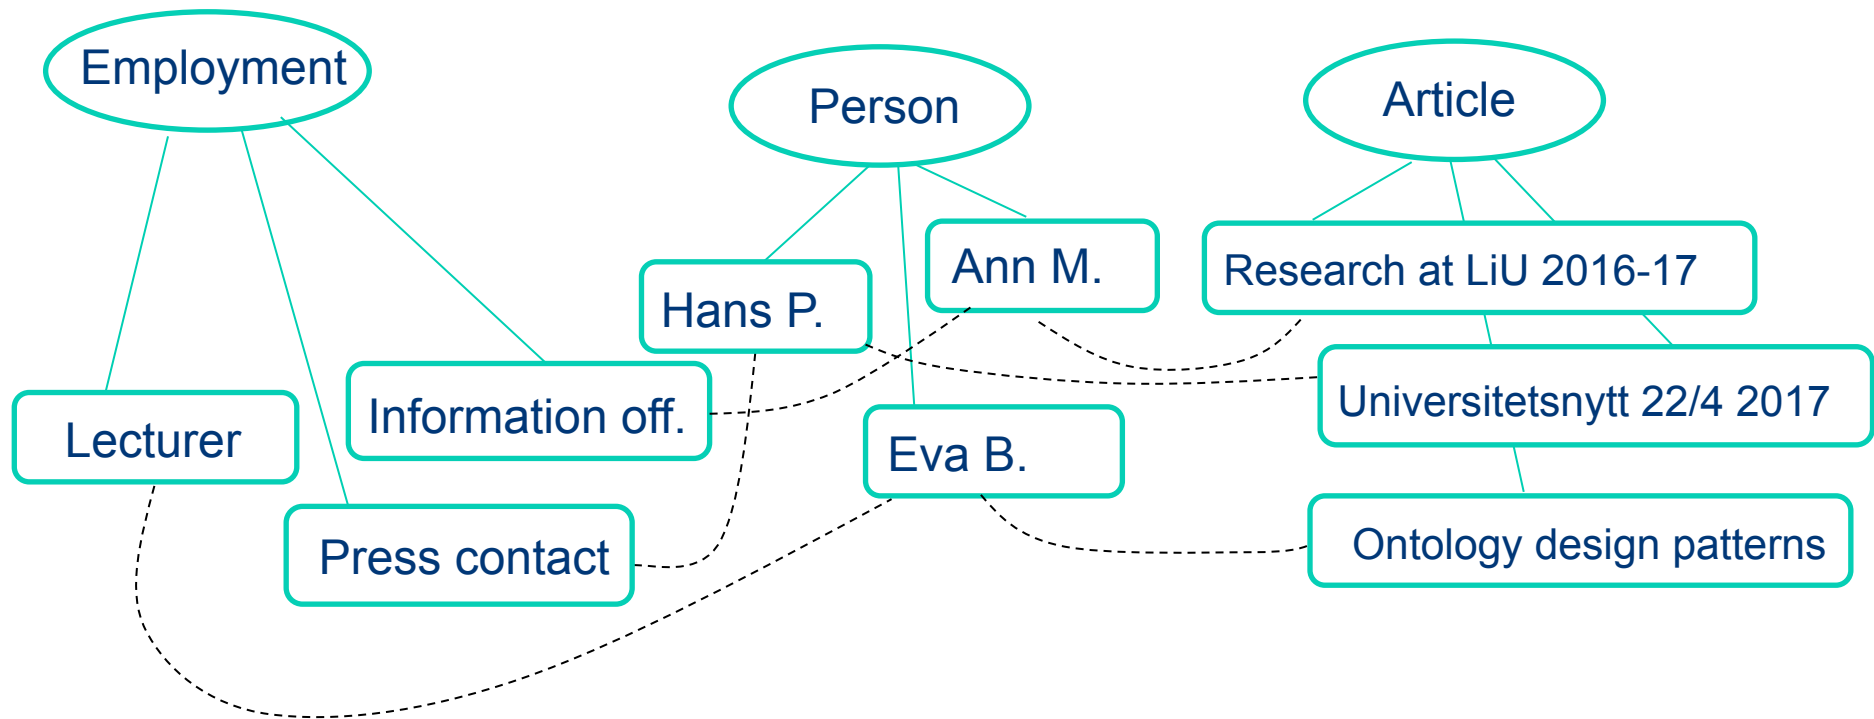 Employment
Person
Article
Ann M.
Research at LiU 2016-17
Hans P.
Information off.
Universitetsnytt 22/4 2017
Lecturer
Eva B.
Press contact
Ontology design patterns